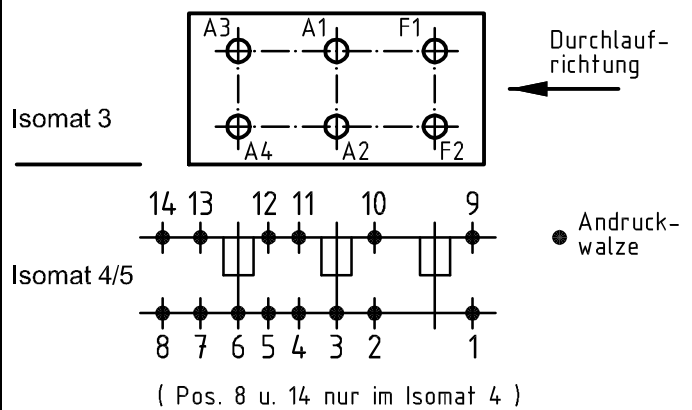 A3 A1 F1
Durchlauf-
richtung
Isomat 3
A4 A2 F2
14 13 12 11 10 9
Andruck-
walze
Isomat 4/5
8 7 6 5 4 3 2 1
( Pos. 8 u. 14 nur im Isomat 4 )